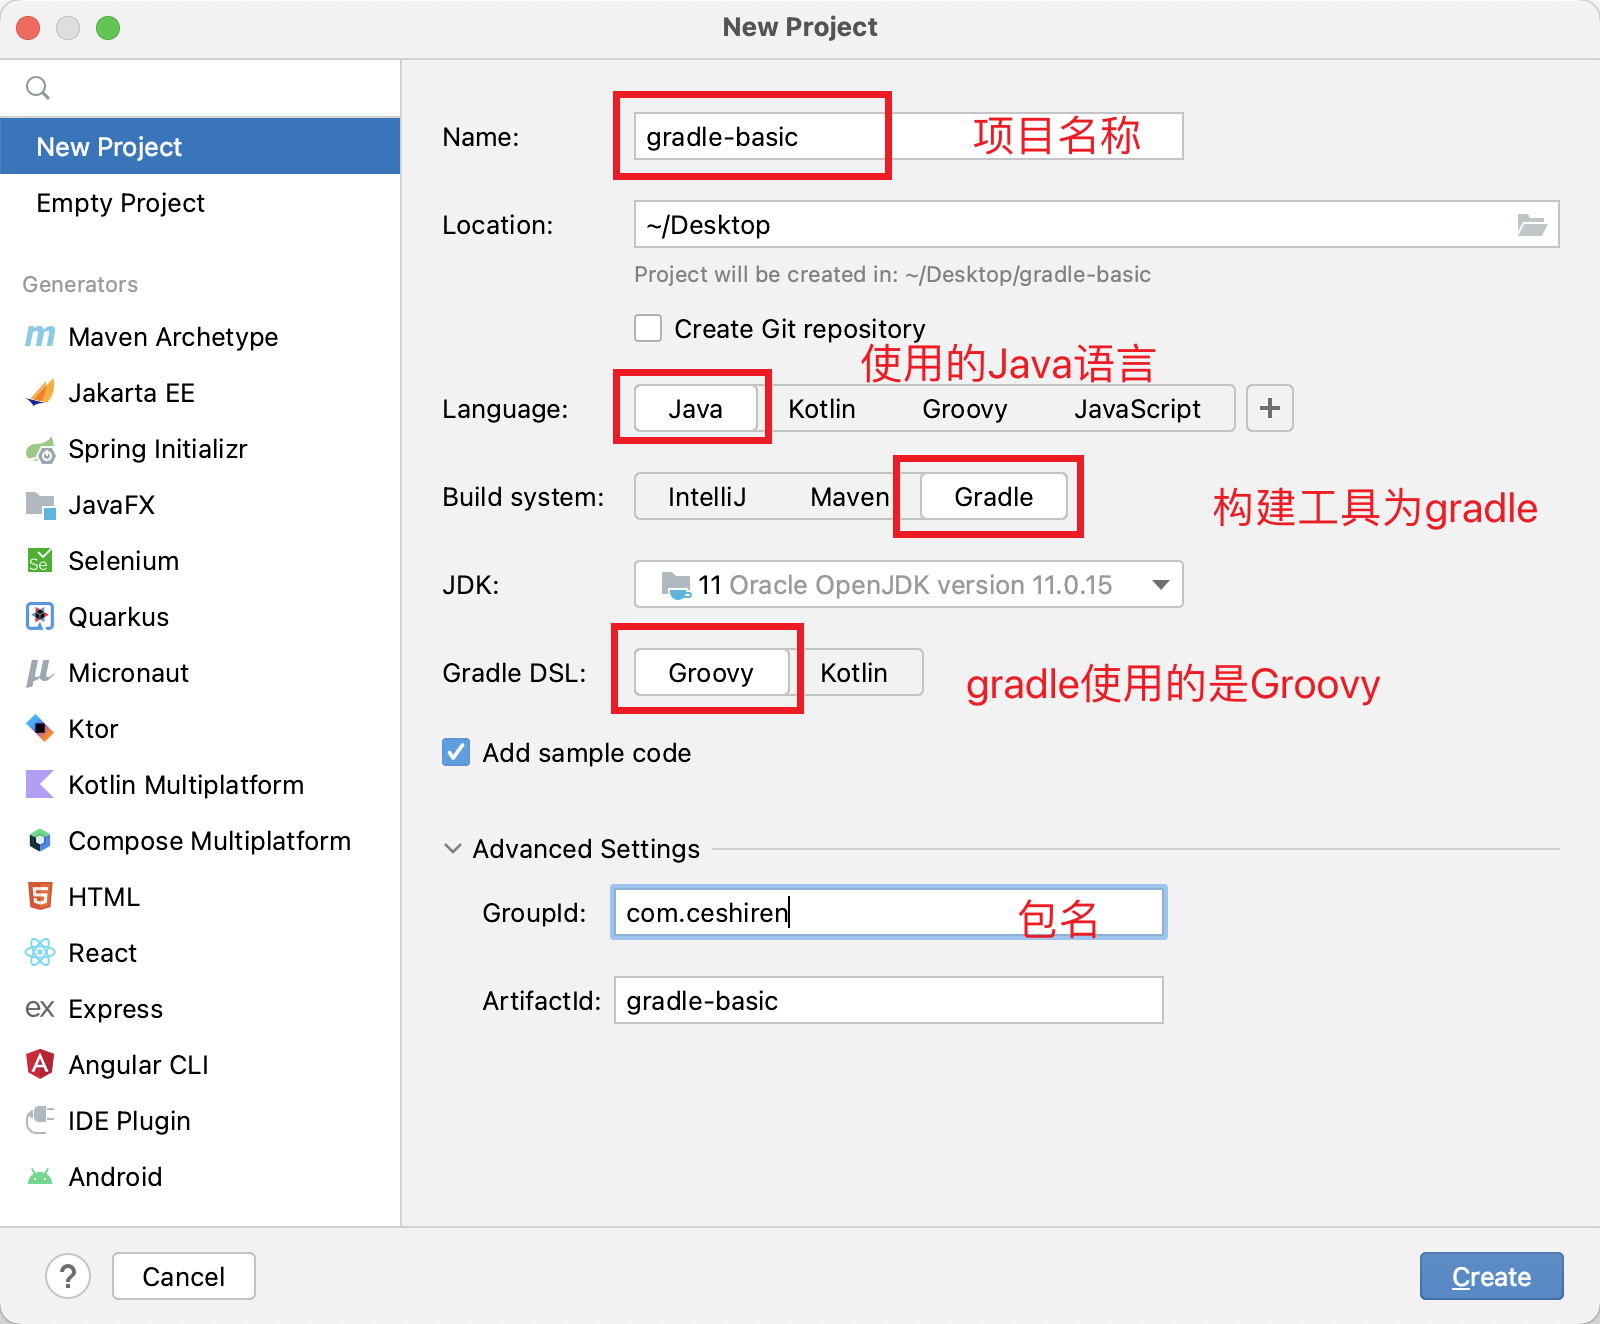 New Project
New Project
Empty Project
Generators
Maven Archetype
Jakarta EE
Spring Initializr
JavaFX
Selenium
Quarkus
Micronaut
Ktor
Kotlin Multiplatform
Compose Multiplatform
HTML
React
ex Express
Angular CLI
IDE Plugin
Android
Name: gradle-basic 项目名称
Location: ~/Desktop
Project will be created in: ~/Desktop/gradle-basic
Create Git repository
使用的Java语言
Language: Java Kotlin Groovy JavaScript +
Build system: IntelliJ Maven Gradle 构建工具为gradle
JDK: 11 Oracle OpenJDK version 11.0.15
Gradle DSL: Groovy Kotlin gradle使用的是Groovy
Add sample code
Advanced Settings
GroupId: com.ceshiren 包名
ArtifactId: gradle-basic
? Cancel Create